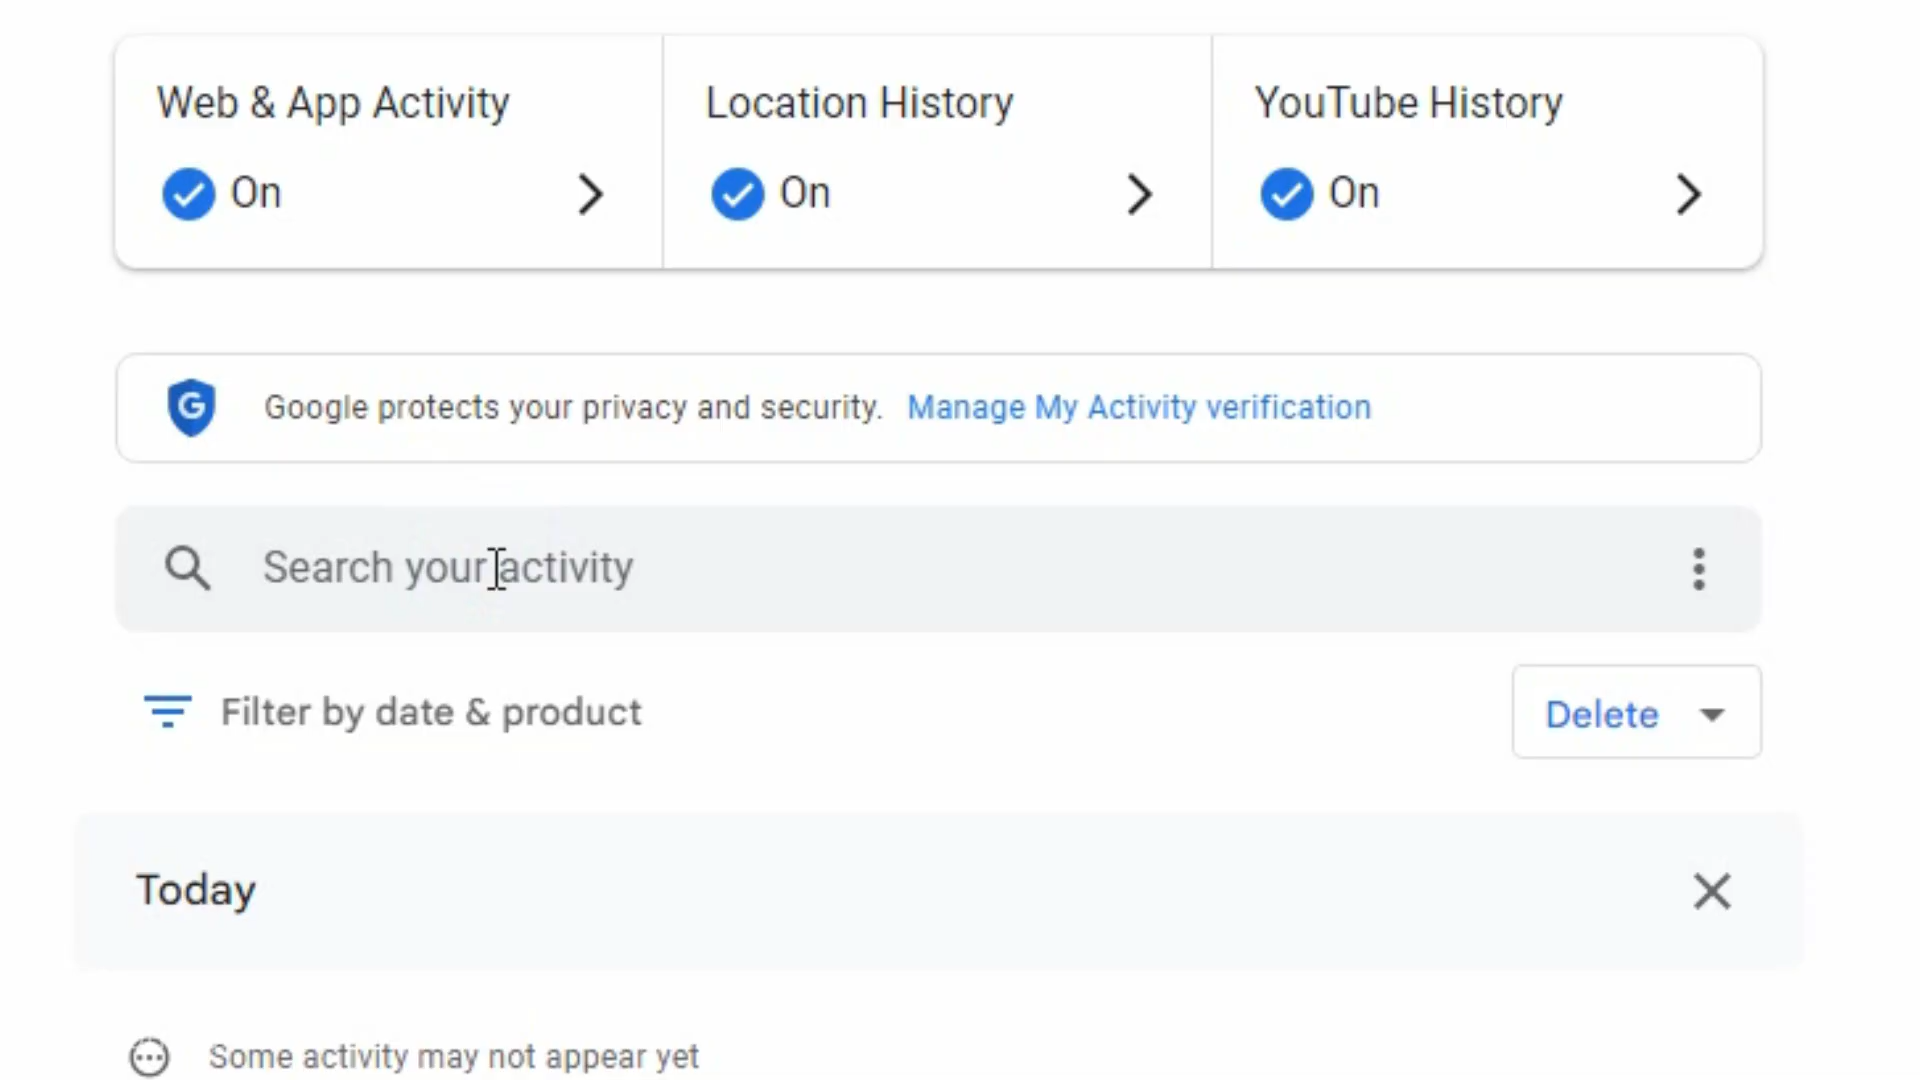 Web & App Activity
Location History
YouTube History
On
On
On
Google protects your privacy and security. Manage My Activity verification
Search your activity
Filter by date & product
Delete
Today
Some activity may not appear yet